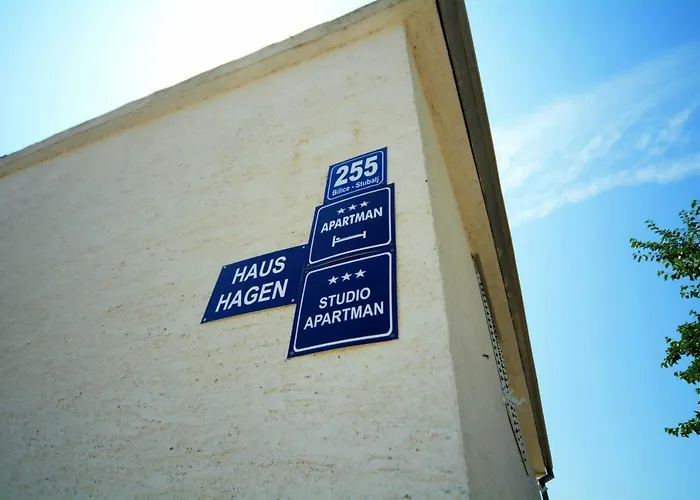 255
Bilice - Stubalj
★★★
APARTMAN
HAUS
HAGEN
★★★
STUDIO
APARTMAN